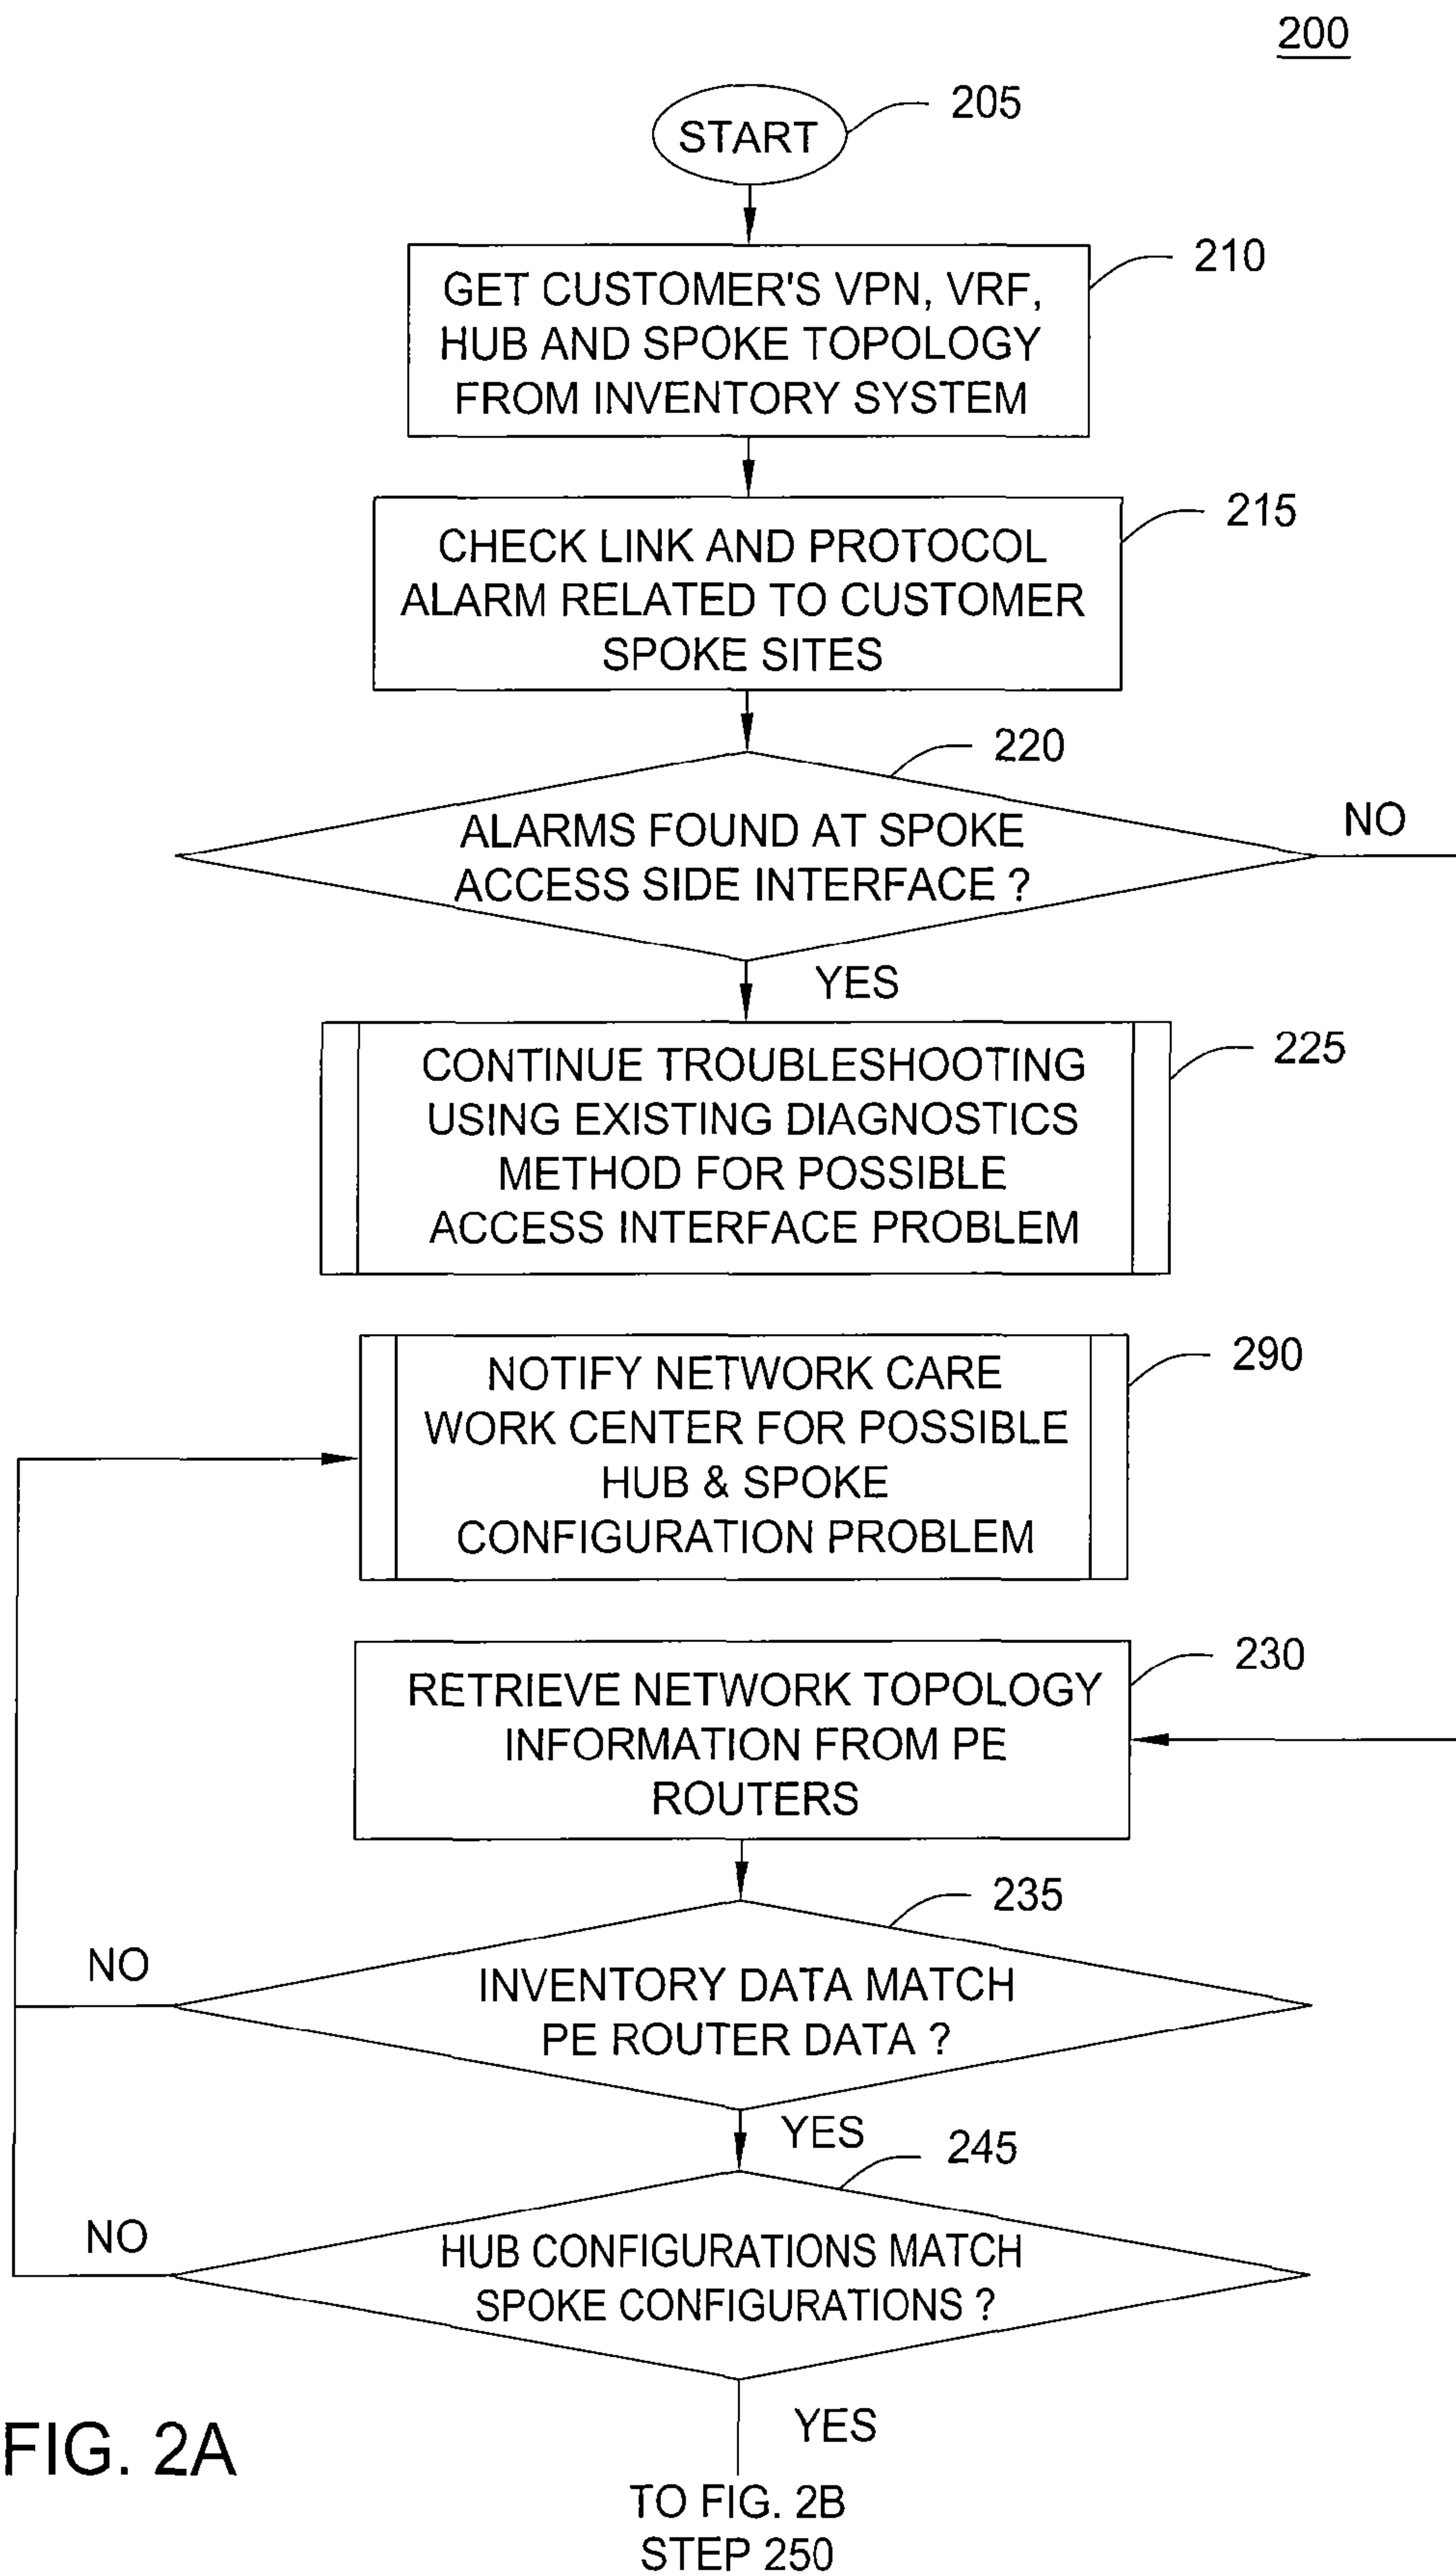 200
START
205
GET CUSTOMER'S VPN, VRF,
HUB AND SPOKE TOPOLOGY
FROM INVENTORY SYSTEM
210
CHECK LINK AND PROTOCOL
ALARM RELATED TO CUSTOMER
SPOKE SITES
215
220
ALARMS FOUND AT SPOKE
ACCESS SIDE INTERFACE ?
NO
YES
CONTINUE TROUBLESHOOTING
USING EXISTING DIAGNOSTICS
METHOD FOR POSSIBLE
ACCESS INTERFACE PROBLEM
225
NOTIFY NETWORK CARE
WORK CENTER FOR POSSIBLE
HUB & SPOKE
CONFIGURATION PROBLEM
290
RETRIEVE NETWORK TOPOLOGY
INFORMATION FROM PE
ROUTERS
230
235
NO
INVENTORY DATA MATCH
PE ROUTER DATA ?
YES
245
NO
HUB CONFIGURATIONS MATCH
SPOKE CONFIGURATIONS ?
YES
FIG. 2A
TO FIG. 2B
STEP 250